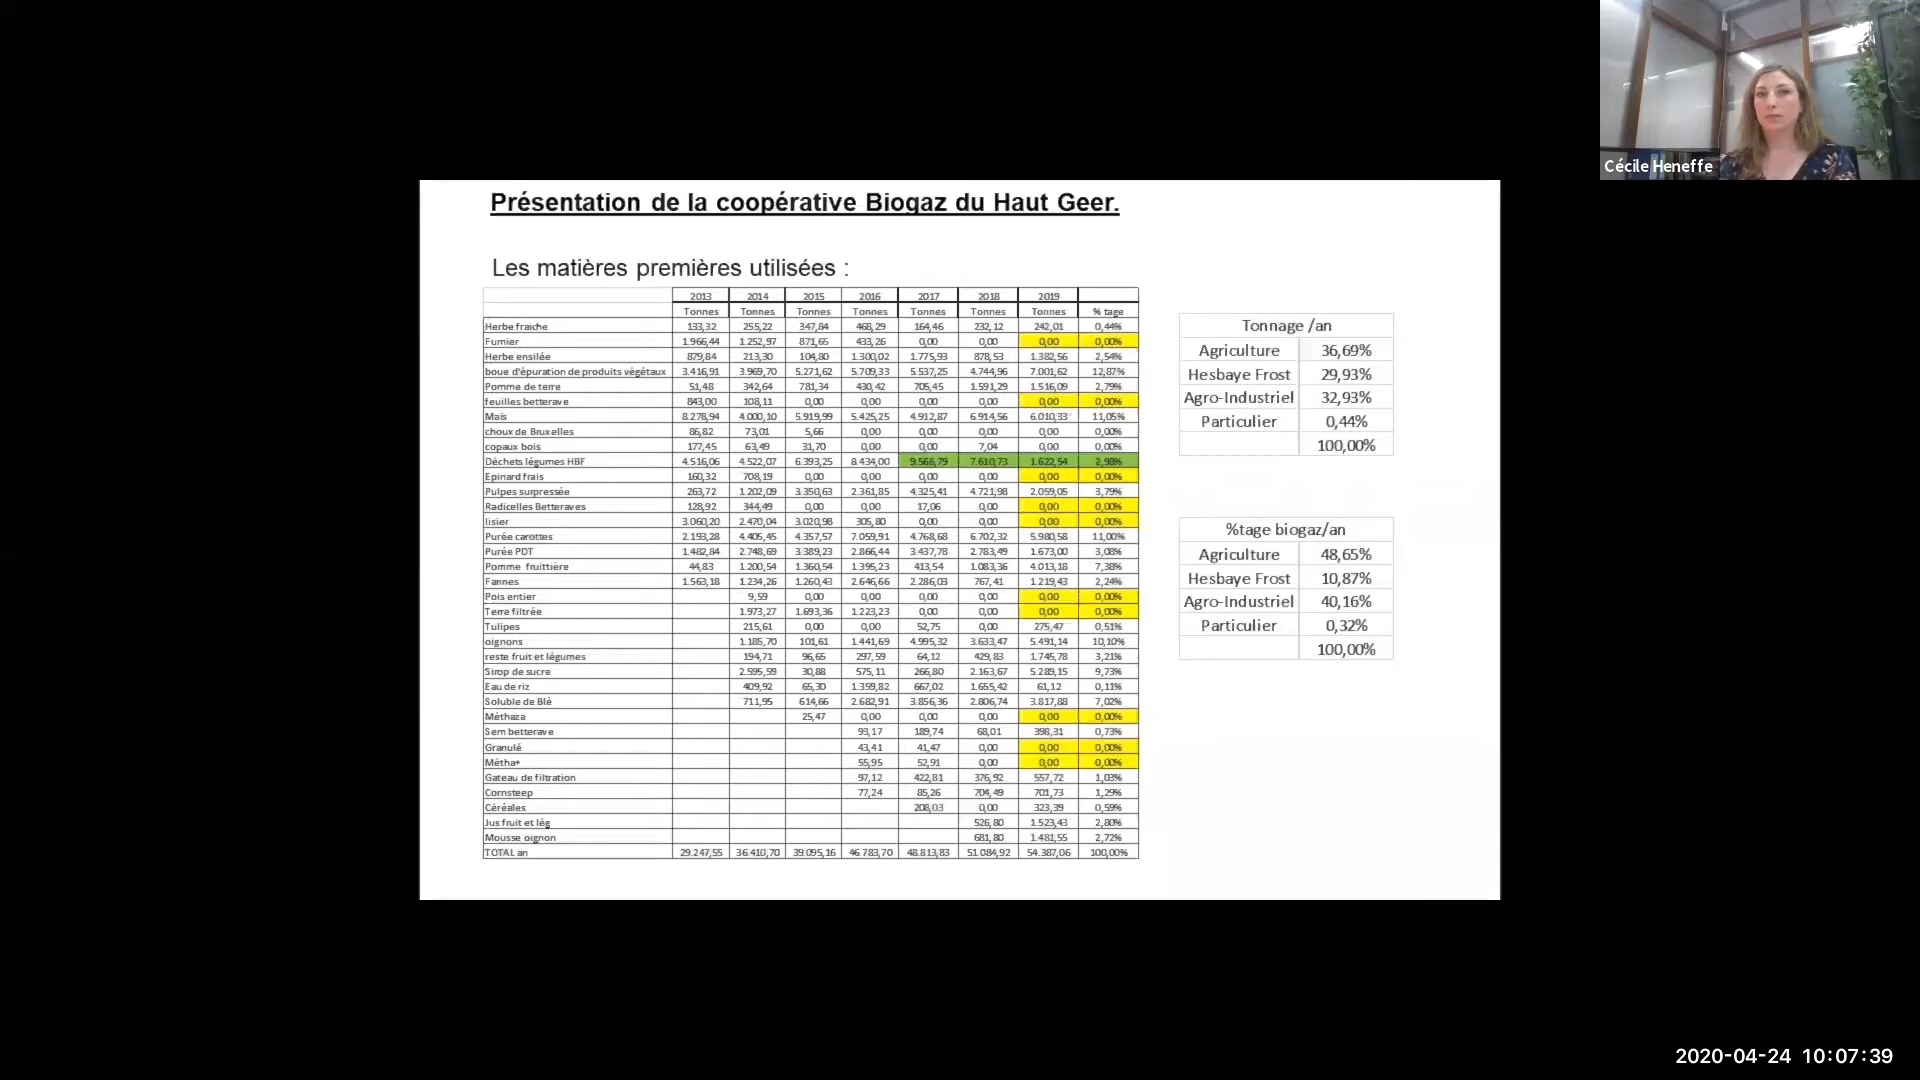 Cécile Heneffe
Présentation de la coopérative Biogaz du Haut Geer.
Les matières premières utilisées :
2013 2014 2015 2016 2017 2018 2019
Tonnes Tonnes Tonnes Tonnes Tonnes Tonnes Tonnes % tage
Herbe fraiche 133,32 255,22 347,84 468,29 164,46 232,12 242,01 0,44%
Fumier 1.966,44 1.252,97 871,65 433,26 0,00 0,00 0,00 0,00%
Herbe ensilée 879,84 213,30 104,80 1.300,02 1.775,93 878,53 1.382,56 2,54%
boue d'épuration de produits végétaux 3.416,91 3.969,70 5.271,62 5.709,33 5.537,25 4.744,96 7.001,62 12,87%
Pomme de terre 51,48 342,64 781,34 430,42 705,45 1.591,29 1.516,09 2,79%
feuilles betterave 843,00 108,11 0,00 0,00 0,00 0,00 0,00 0,00%
Maïs 8.278,94 4.000,10 5.919,99 5.425,25 4.912,87 6.914,56 6.010,33 11,05%
choux de Bruxelles 86,82 73,01 5,66 0,00 0,00 0,00 0,00 0,00%
copaux bois 177,45 63,49 31,70 0,00 0,00 7,04 0,00 0,00%
Déchets légumes HBF 4.516,06 4.522,07 6.393,25 8.434,00 9.566,79 7.610,73 1.622,54 2,98%
Epinard frais 160,32 708,19 0,00 0,00 0,00 0,00 0,00 0,00%
Pulpes surpressée 263,72 1.202,09 3.350,63 2.361,85 4.325,41 4.721,98 2.059,05 3,79%
Radicelles Betteraves 128,92 344,49 0,00 0,00 17,06 0,00 0,00 0,00%
lisier 3.060,20 2.470,04 3.020,98 305,80 0,00 0,00 0,00 0,00%
Purée carottes 2.193,28 4.405,45 4.357,57 7.059,91 4.768,68 6.702,32 5.980,58 11,00%
Purée PDT 1.482,84 2.748,69 3.389,23 2.866,44 3.437,78 2.783,49 1.673,00 3,08%
Pomme fruittière 44,83 1.200,54 1.360,54 1.395,23 413,54 1.083,36 4.013,18 7,38%
Fannes 1.563,18 1.234,26 1.260,43 2.646,66 2.286,03 767,41 1.219,43 2,24%
Pois entier 9,59 0,00 0,00 0,00 0,00 0,00 0,00%
Terre filtrée 1.973,27 1.693,36 1.223,23 0,00 0,00 0,00 0,00%
Tulipes 215,61 0,00 0,00 52,75 0,00 275,47 0,51%
oignons 1.185,70 101,61 1.441,69 4.995,32 3.633,47 5.491,14 10,10%
reste fruit et légumes 194,71 96,65 297,59 64,12 429,83 1.745,78 3,21%
Sirop de sucre 2.595,59 30,88 575,11 266,80 2.163,67 5.289,15 9,73%
Eau de riz 409,92 65,30 1.359,82 667,02 1.655,42 61,12 0,11%
Soluble de Blé 711,95 614,66 2.682,91 3.856,36 2.806,74 3.817,88 7,02%
Méthaza 25,47 0,00 0,00 0,00 0,00 0,00%
Sem betterave 93,17 189,74 68,01 398,31 0,73%
Granulé 43,41 41,47 0,00 0,00 0,00%
Métha+ 55,95 52,91 0,00 0,00 0,00%
Gateau de filtration 97,12 422,81 376,92 557,72 1,03%
Cornsteep 77,24 85,26 704,49 701,73 1,29%
Céréales 208,03 0,00 323,39 0,59%
Jus fruit et lég 526,80 1.523,43 2,80%
Mousse oignon 681,80 1.481,55 2,72%
TOTAL an 29.247,55 36.410,70 39.095,16 46.783,70 48.813,83 51.084,92 54.387,06 100,00%
Tonnage /an
Agriculture 36,69%
Hesbaye Frost 29,93%
Agro-Industriel 32,93%
Particulier 0,44%
100,00%
%tage biogaz/an
Agriculture 48,65%
Hesbaye Frost 10,87%
Agro-Industriel 40,16%
Particulier 0,32%
100,00%
2020-04-24 10:07:39